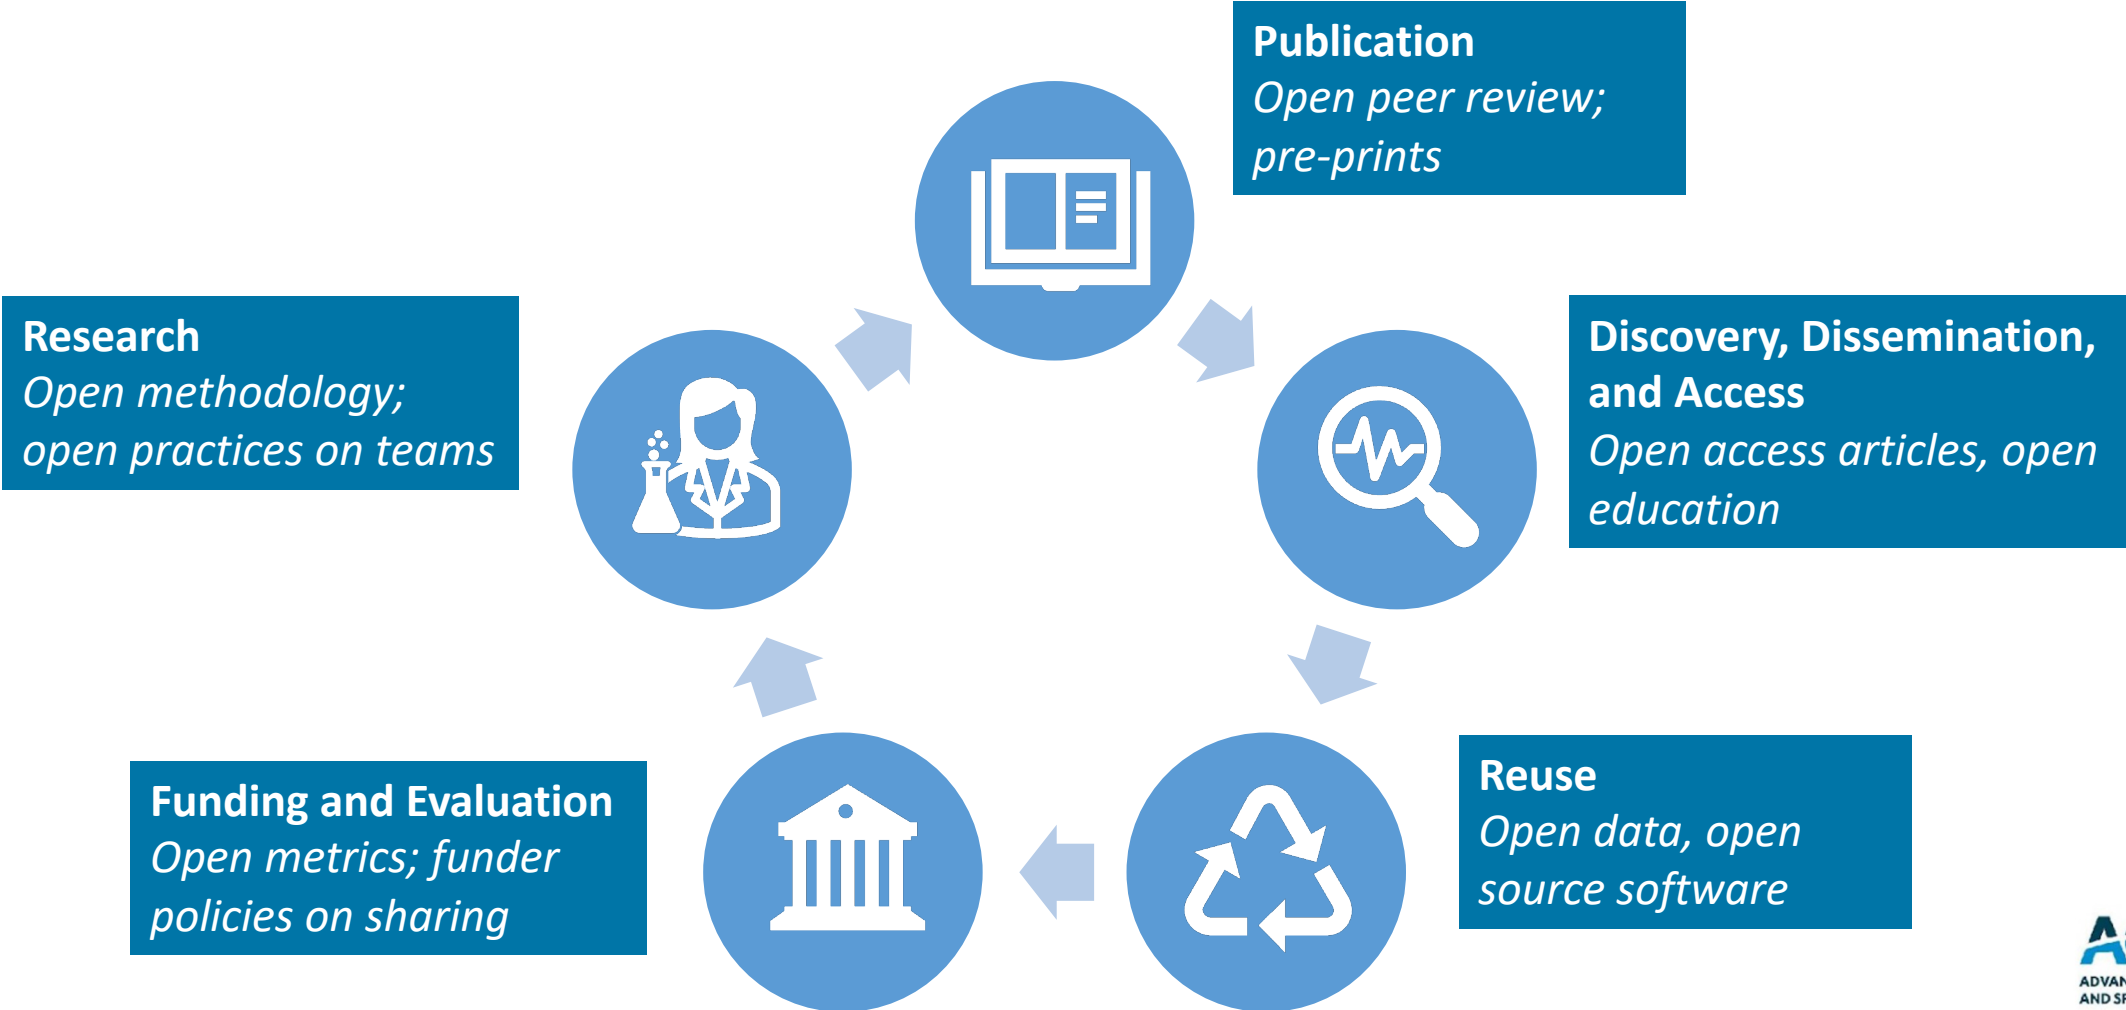 Publication
Open peer review;
pre-prints
Research
Open methodology;
open practices on teams
Discovery, Dissemination,
and Access
Open access articles, open
education
Funding and Evaluation
Open metrics; funder
policies on sharing
Reuse
Open data, open
source software